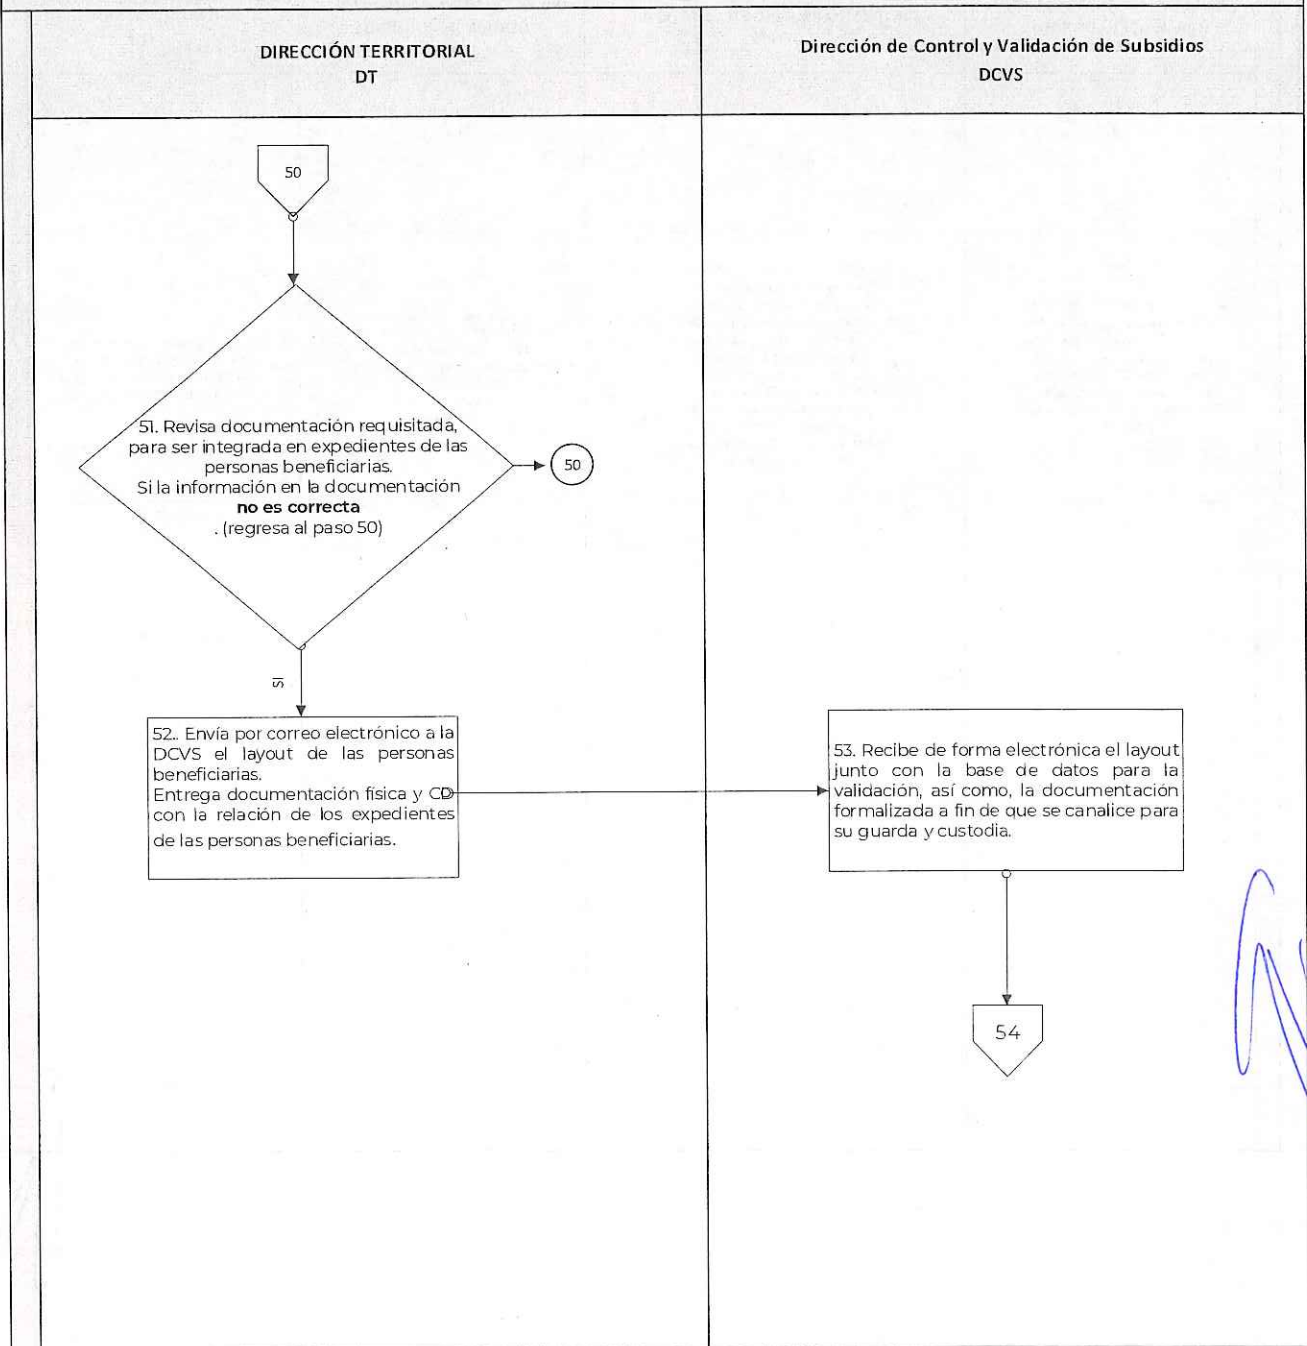 DIRECCIÓN TERRITORIAL
DT
Dirección de Control y Validación de Subsidios
DCVS
50
51. Revisa documentación requisitada,
para ser integrada en expedientes de las
personas beneficiarias.
Si la información en la documentación
no es correcta
. (regresa al paso 50)
50
SI
52.. Envía por correo electrónico a la
DCVS el layout de las personas
beneficiarias.
Entrega documentación física y CD
con la relación de los expedientes
de las personas beneficiarias.
53. Recibe de forma electrónica el layout
junto con la base de datos para la
validación, así como, la documentación
formalizada a fin de que se canalice para
su guarda y custodia.
54